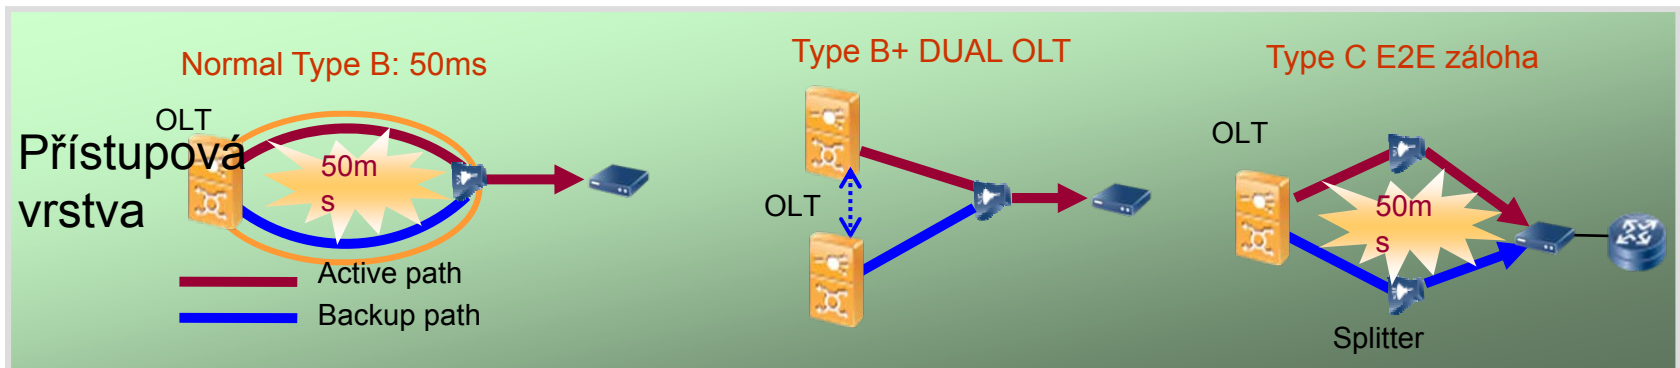 Normal Type B: 50ms
Type B+ DUAL OLT
Type C E2E záloha
OLT
Přístupová
vrstva
50m
s
Active path
Backup path
OLT
OLT
50m
s
Splitter